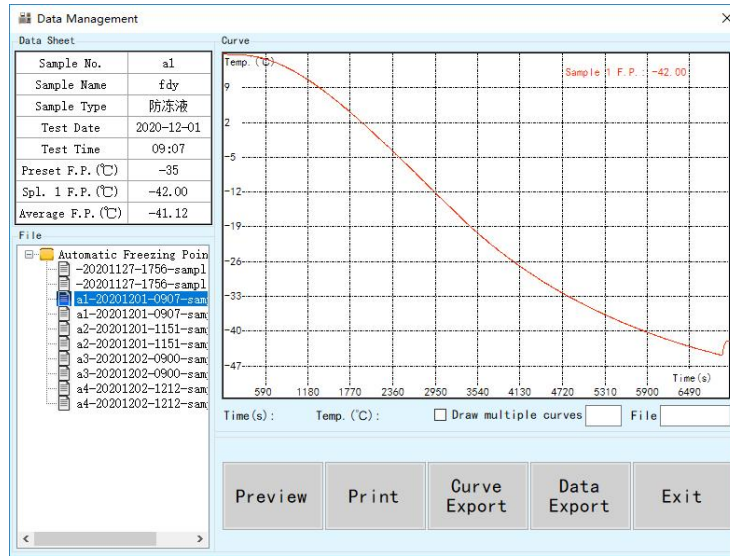 Data Management
Data Sheet
Sample No. a1
Sample Name fdy
Sample Type 防冻液
Test Date 2020-12-01
Test Time 09:07
Preset F.P.(℃) -35
Spl. 1 F.P.(℃) -42.00
Average F.P.(℃) -41.12
File
Automatic Freezing Poin
-20201127-1756-sampl
-20201127-1756-sampl
a1-20201201-0907-sam
a1-20201201-0907-sam
a2-20201201-1151-sam
a2-20201201-1151-sam
a3-20201202-0900-sam
a3-20201202-0900-sam
a4-20201202-1212-sam
a4-20201202-1212-sam
Curve
Temp.(℃)
Sample 1 F.P.: -42.00
9
2
-5
-12
-19
-26
-33
-40
-47
Time(s)
590 1180 1770 2360 2950 3540 4130 4720 5310 5900 6490
Time(s): Temp.(℃): Draw multiple curves File
Preview
Print
Curve
Export
Data
Export
Exit